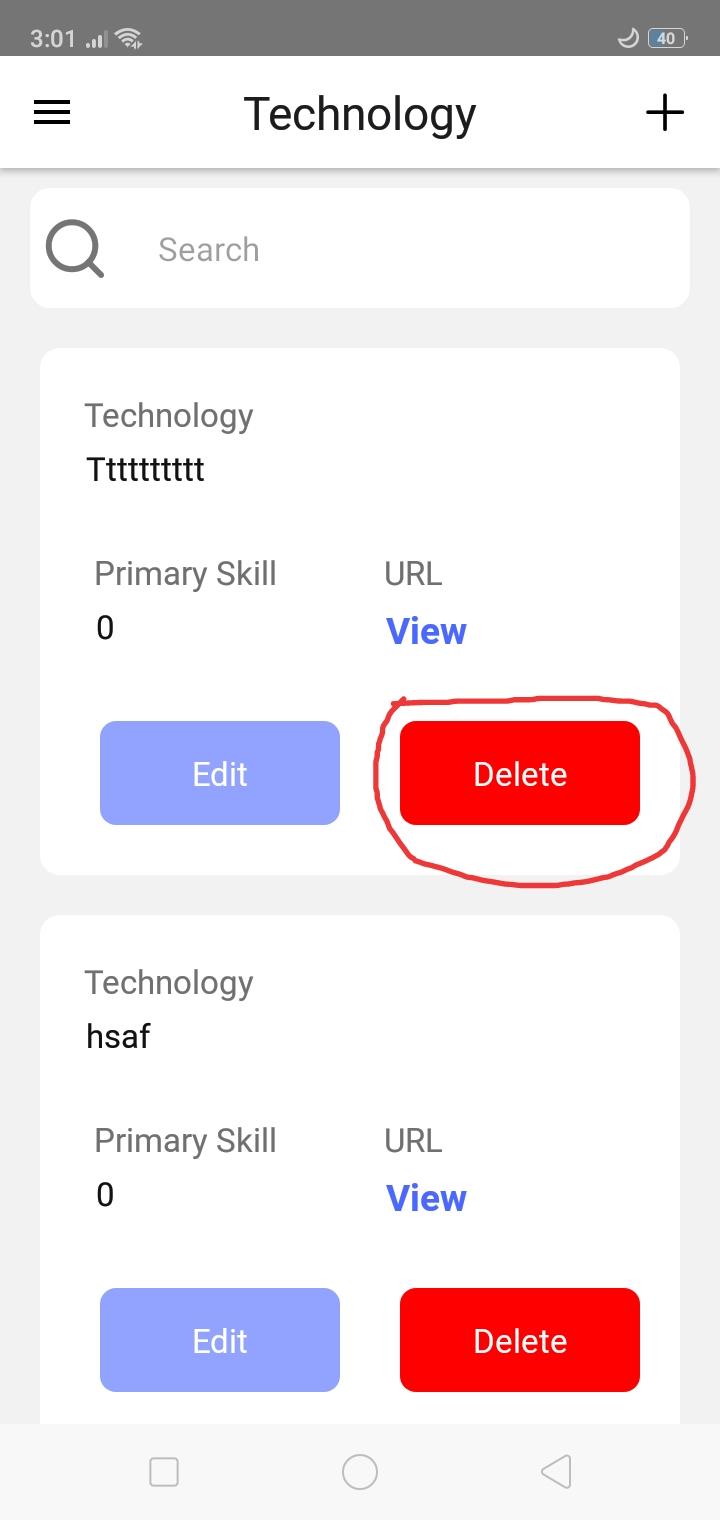 3:01 40
Technology
Search
Technology
Tttttttttt
Primary Skill URL
0 View
Edit Delete
Technology
hsaf
Primary Skill URL
0 View
Edit Delete